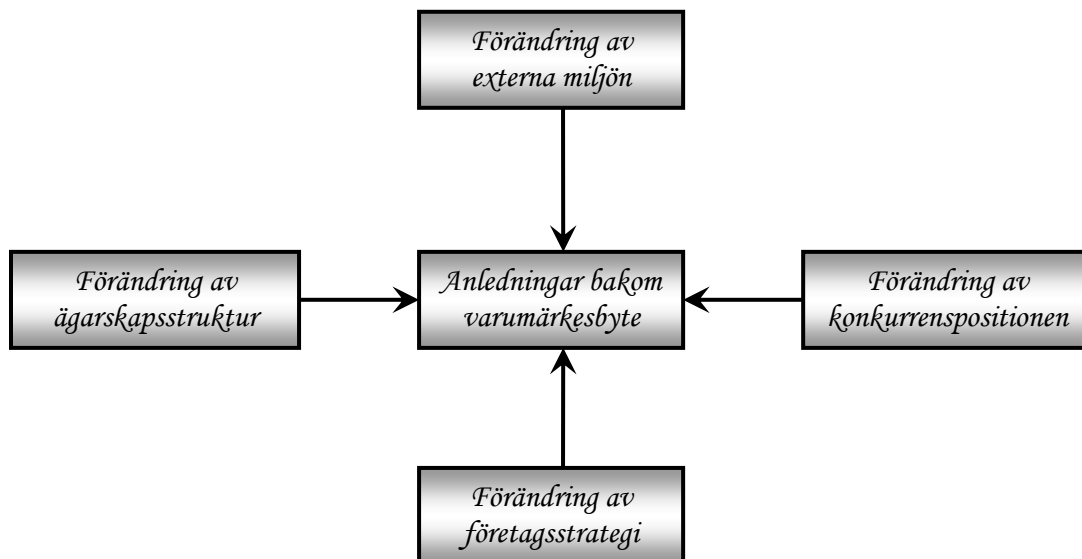 Förändring av
externa miljön
Förändring av
ägarskapsstruktur
Anledningar bakom
varumärkesbyte
Förändring av
konkurrenspositionen
Förändring av
företagsstrategi